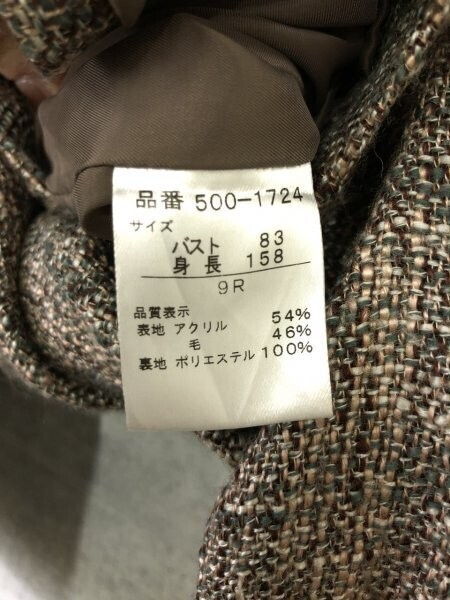 品番 500-1724
サイズ
バスト 83
身長 158
9R
品質表示 54%
表地 アクリル 46%
毛
裏地 ポリエステル 100%